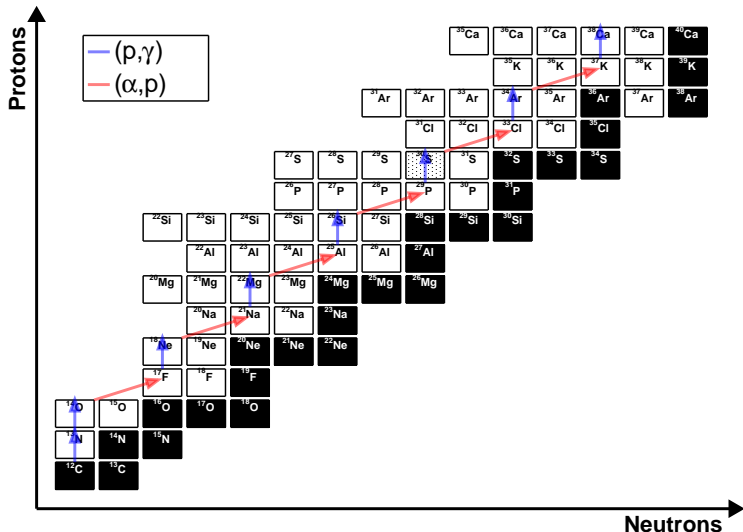 ³⁵Ca ³⁶Ca ³⁷Ca ³⁸Ca ³⁹Ca ⁴⁰Ca
(p,γ)
(α,p)
³⁵K ³⁶K ³⁷K ³⁸K ³⁹K
³¹Ar ³²Ar ³³Ar ³⁴Ar ³⁵Ar ³⁶Ar ³⁷Ar ³⁸Ar
³¹Cl ³²Cl ³³Cl ³⁴Cl ³⁵Cl
²⁷S ²⁸S ²⁹S ³⁰S ³¹S ³²S ³³S ³⁴S
²⁶P ²⁷P ²⁸P ²⁹P ³⁰P ³¹P
²²Si ²³Si ²⁴Si ²⁵Si ²⁶Si ²⁷Si ²⁸Si ²⁹Si ³⁰Si
²²Al ²³Al ²⁴Al ²⁵Al ²⁶Al ²⁷Al
²⁰Mg ²¹Mg ²²Mg ²³Mg ²⁴Mg ²⁵Mg ²⁶Mg
²⁰Na ²¹Na ²²Na ²³Na
¹⁸Ne ¹⁹Ne ²⁰Ne ²¹Ne ²²Ne
¹⁷F ¹⁸F ¹⁹F
¹⁴O ¹⁵O ¹⁶O ¹⁷O ¹⁸O
¹³N ¹⁴N ¹⁵N
¹²C ¹³C
Protons
Neutrons